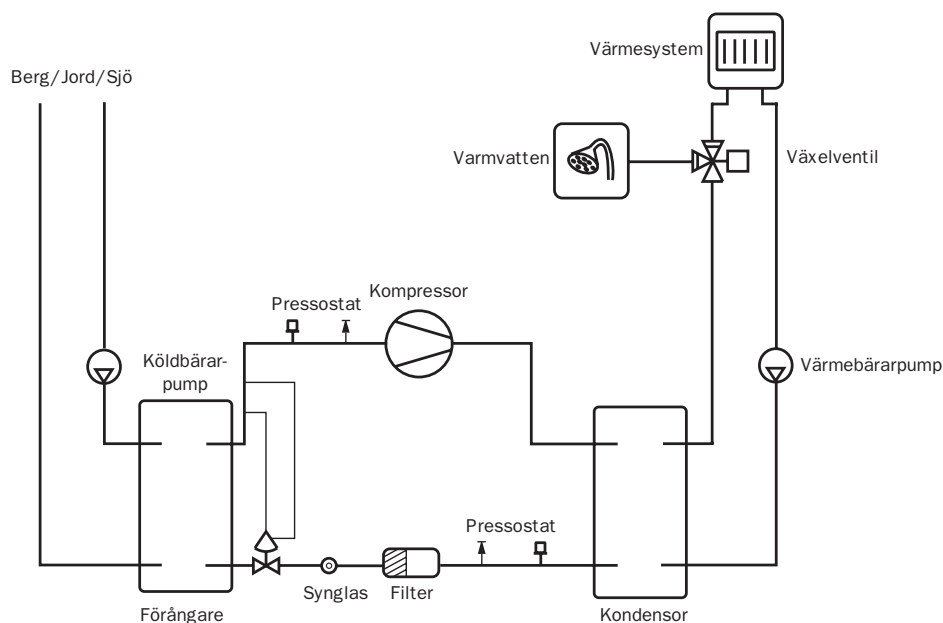 Värmesystem
Berg/Jord/Sjö
Varmvatten
Växelventil
Kompressor
Pressostat
Köldbärar-
pump
Värmebärarpump
Pressostat
Synglas
Filter
Förångare
Kondensor